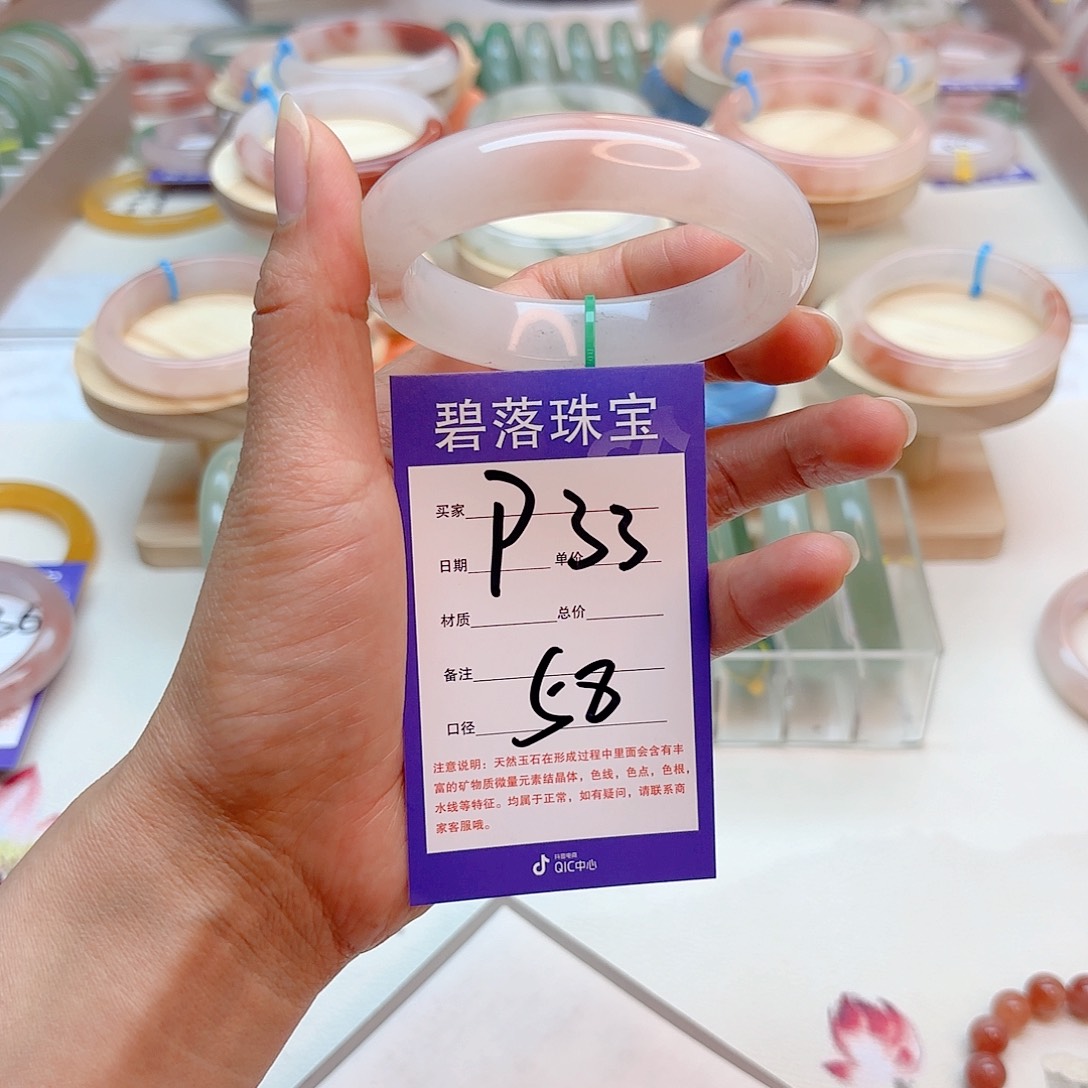 碧落珠宝
买家
P33
日期 单价
材质 总价
备注
58
口径
注意说明：天然玉石在形成过程中里面会含有丰
富的矿物质微量元素结晶体，色线，色点，色根，
水线等特征。均属于正常，如有疑问，请联系商
家客服哦。
抖音电商
QIC中心